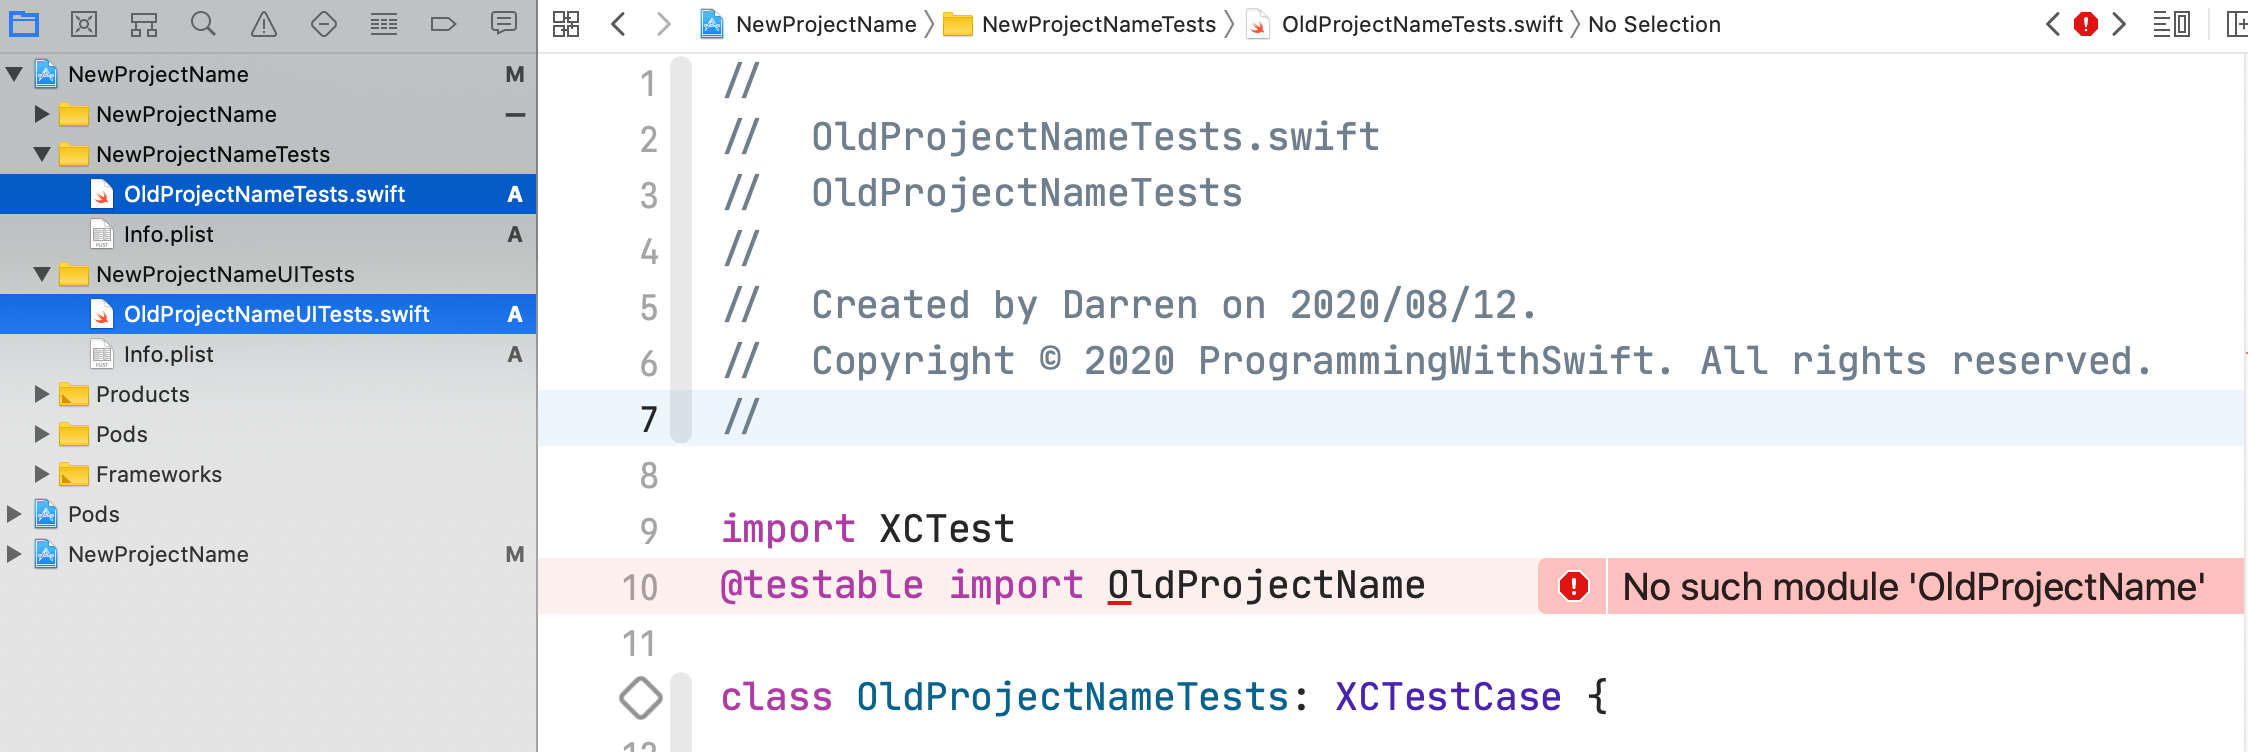 NewProjectName M
NewProjectName
NewProjectNameTests
OldProjectNameTests.swift A
Info.plist A
NewProjectNameUITests
OldProjectNameUITests.swift A
Info.plist A
Products
Pods
Frameworks
Pods
NewProjectName M
NewProjectName 〉 NewProjectNameTests 〉 OldProjectNameTests.swift 〉 No Selection
1 //
2 //  OldProjectNameTests.swift
3 //  OldProjectNameTests
4 //
5 //  Created by Darren on 2020/08/12.
6 //  Copyright © 2020 ProgrammingWithSwift. All rights reserved.
7 //
8
9 import XCTest
10 @testable import OldProjectName No such module 'OldProjectName'
11
class OldProjectNameTests: XCTestCase {